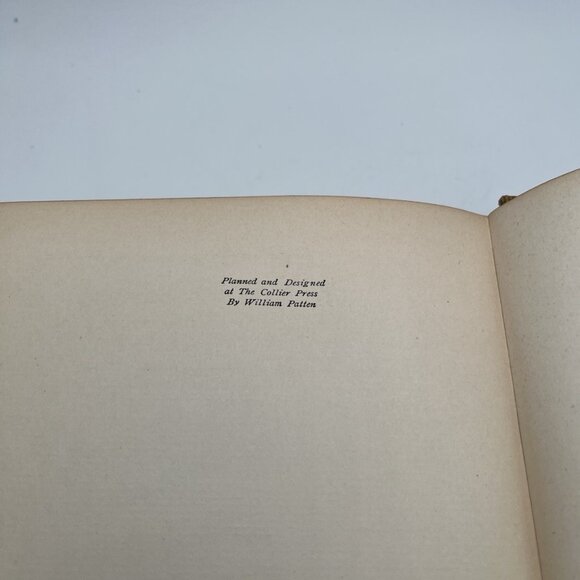 Planned and Designed
at The Collier Press
By William Patten